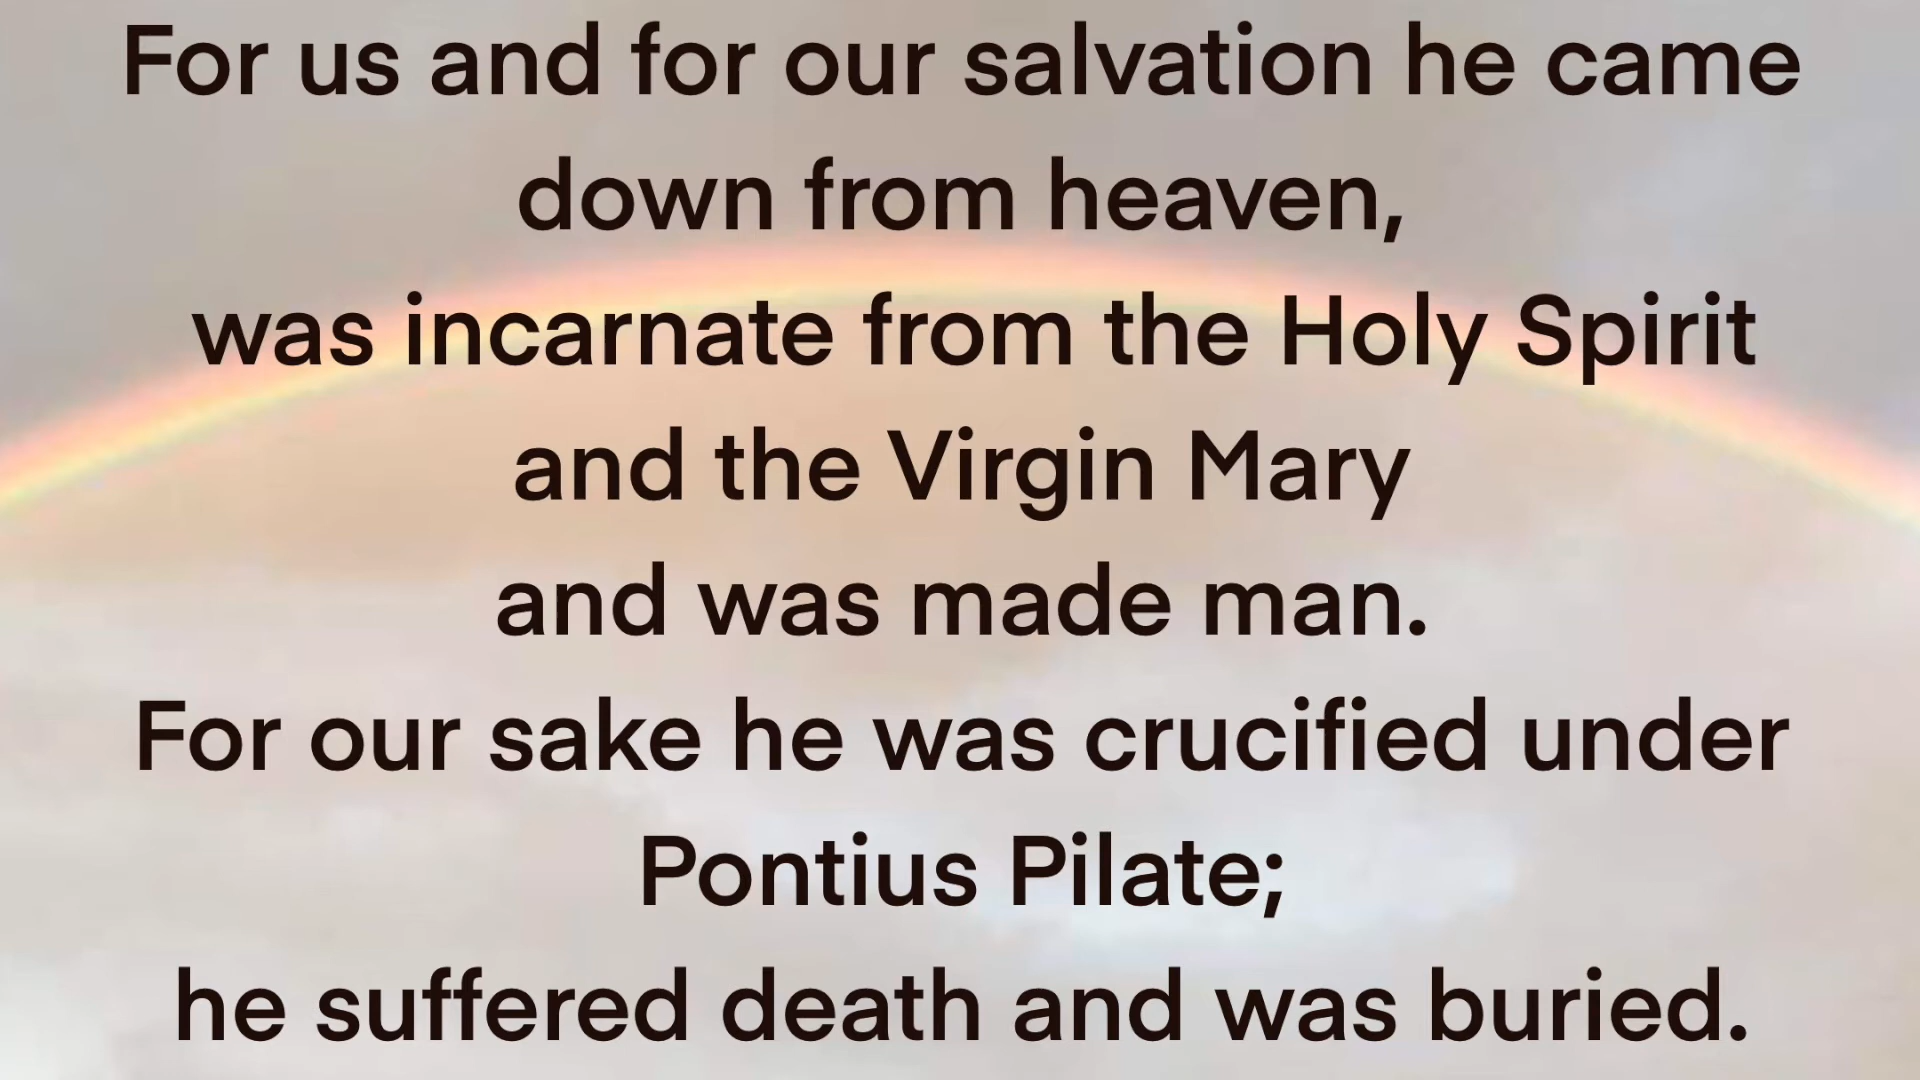 For us and for our salvation he came
down from heaven,
was incarnate from the Holy Spirit
and the Virgin Mary
and was made man.
For our sake he was crucified under
Pontius Pilate;
he suffered death and was buried.